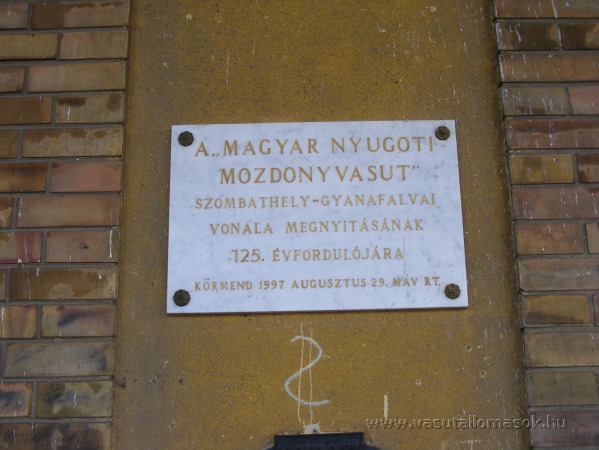 A „MAGYAR NYUGOTI
MOZDONYVASUT"
SZOMBATHELY-GYANAFALVAI
VONALA MEGNYITÁSÁNAK
125. ÉVFORDULÓJÁRA
KÖRMEND 1997 AUGUSZTUS 29. MÁV RT.
© www.vasutallomasok.hu